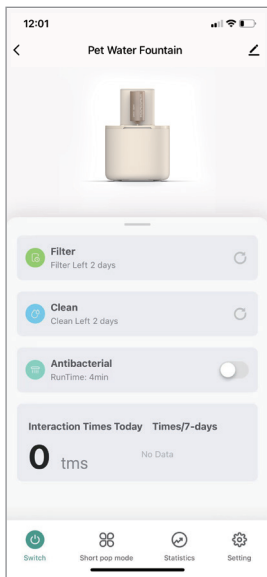 12:01
Pet Water Fountain
Filter
Filter Left 2 days
Clean
Clean Left 2 days
Antibacterial
RunTime: 4min
Interaction Times Today Times/7-days
0 tms
No Data
Switch Short pop mode Statistics Setting